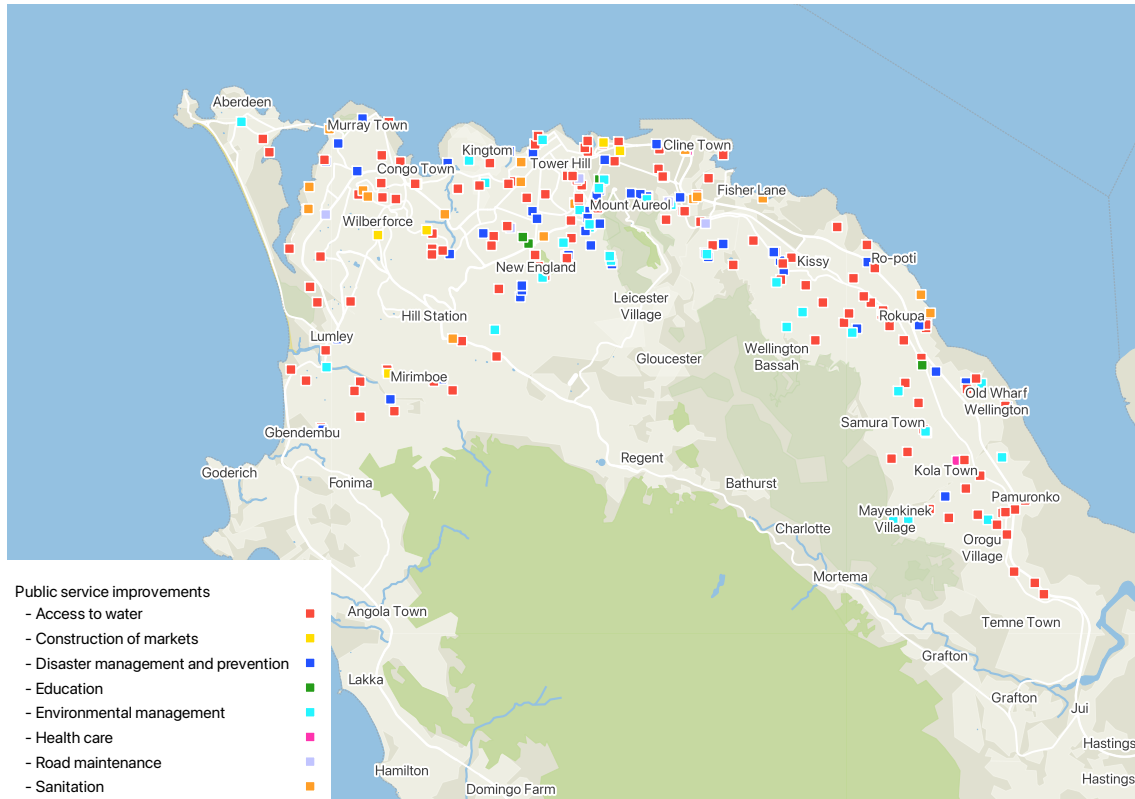 Aberdeen
Murray Town
Kingtom
Cline Town
Tower Hill
Congo Town
Fisher Lane
Mount Aureol
Wilberforce
Ro-poti
Kissy
New England
Leicester
Village
Hill Station
Rokupa
Lumley
Wellington
Bassah
Gloucester
Mirimboe
Old Wharf
Wellington
Samura Town
Gbendembu
Regent
Goderich
Kola Town
Fonima
Bathurst
Pamuronko
Mayenkinek
Village
Charlotte
Orogu
Village
Mortema
Public service improvements
- Access to water
- Construction of markets
- Disaster management and prevention
- Education
- Environmental management
- Health care
- Road maintenance
- Sanitation
Angola Town
Temne Town
Grafton
Lakka
Grafton
Jui
Hastings
Hamilton
Hastings
Domingo Farm